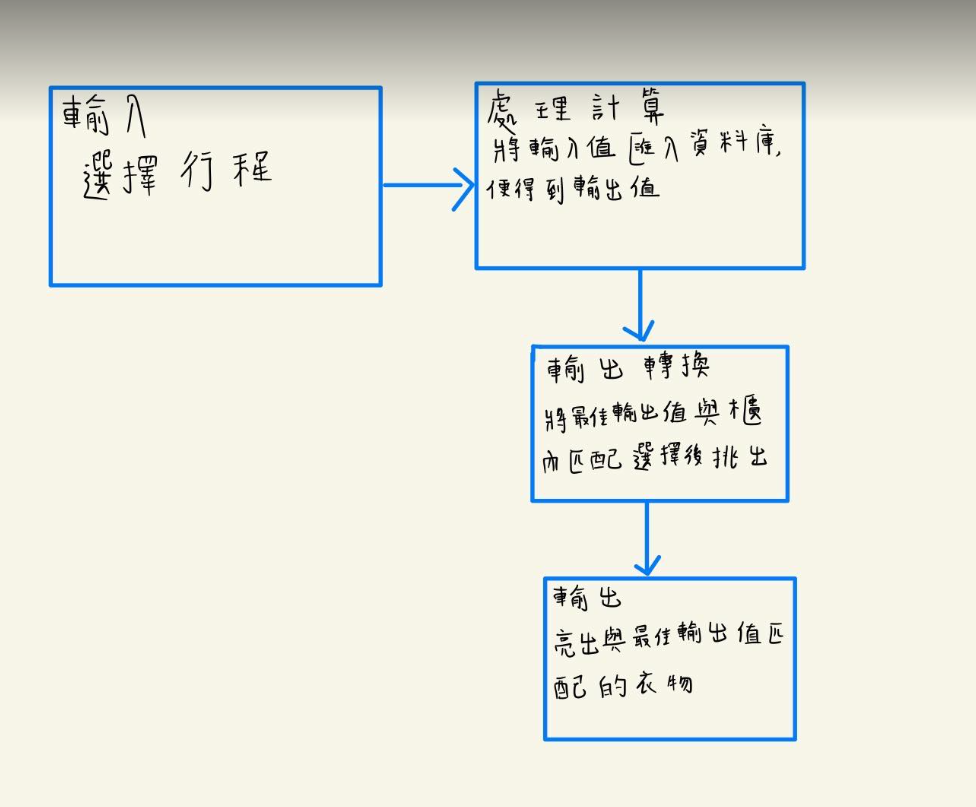 輸入
選擇行程
處理計算
將輸入值匯入資料庫,
便得到輸出值
輸出轉換
將最佳輸出值與櫃
內匹配選擇後挑出
輸出
亮出與最佳輸出值匹
配的衣物